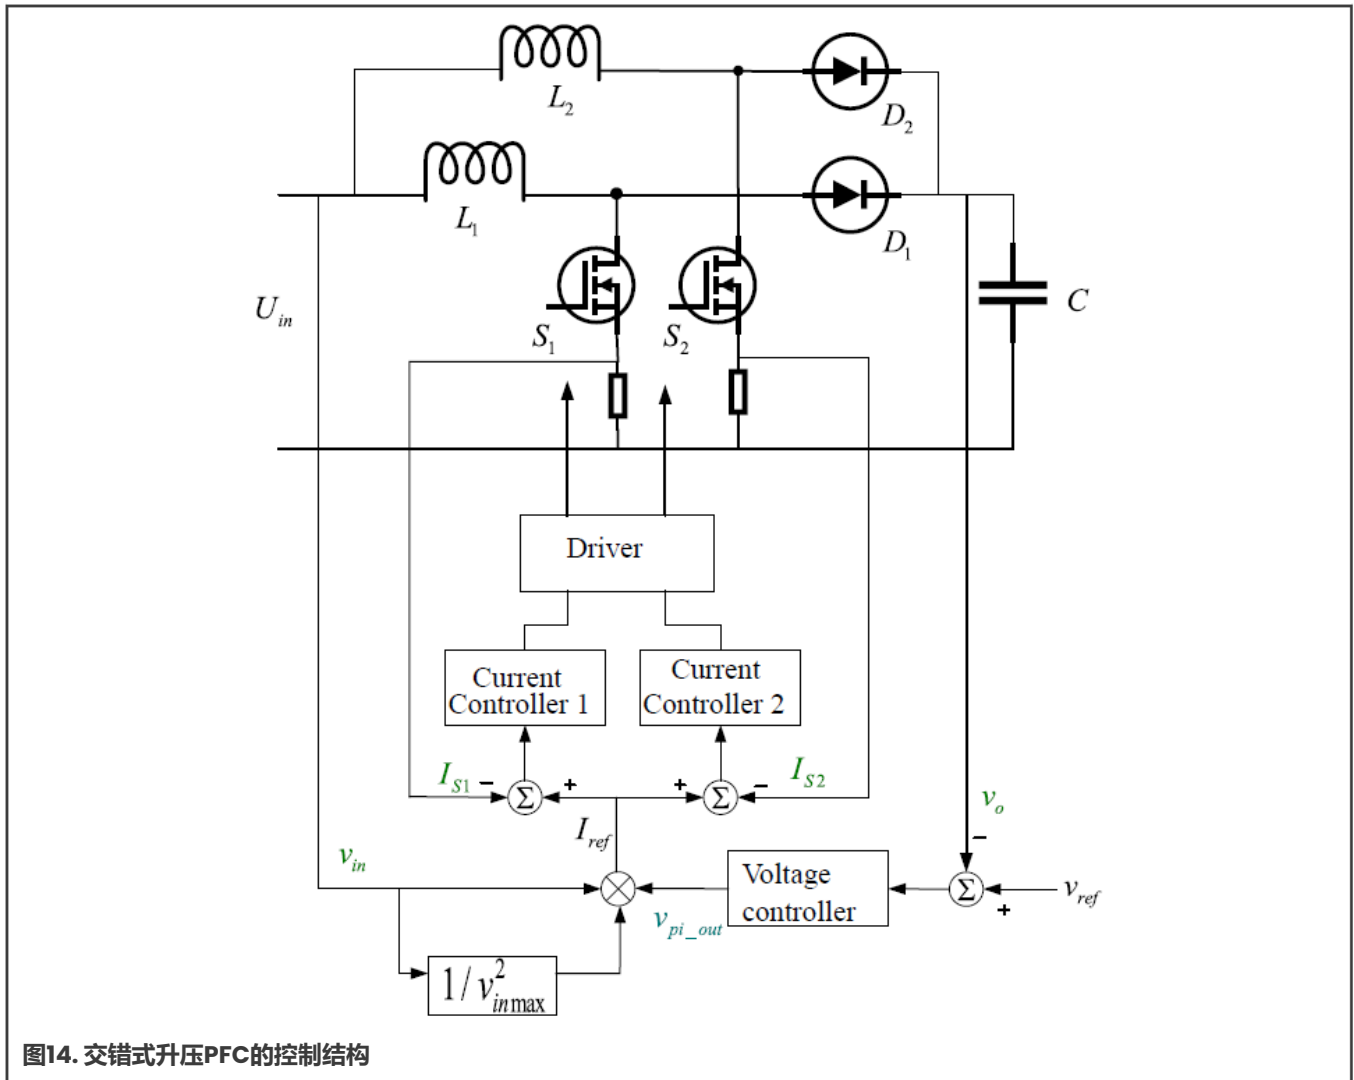 L2
D2
L1
D1
Uin
S1
S2
C
Driver
Current
Controller 1
Current
Controller 2
IS1 −
+
+
− IS2
Σ
Σ
Iref
vo
−
vin
Voltage
controller
Σ
vref
+
vpi_out
1/v²inmax
图14. 交错式升压PFC的控制结构